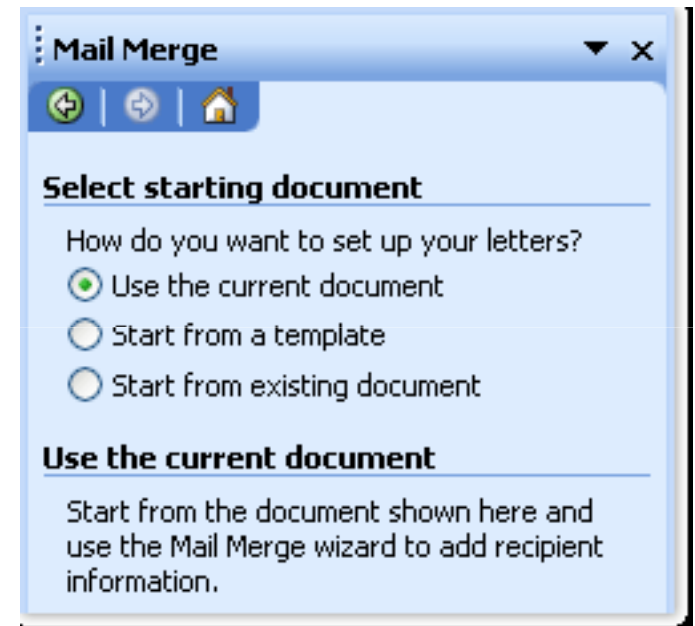 Mail Merge
Select starting document
How do you want to set up your letters?
Use the current document
Start from a template
Start from existing document
Use the current document
Start from the document shown here and
use the Mail Merge wizard to add recipient
information.